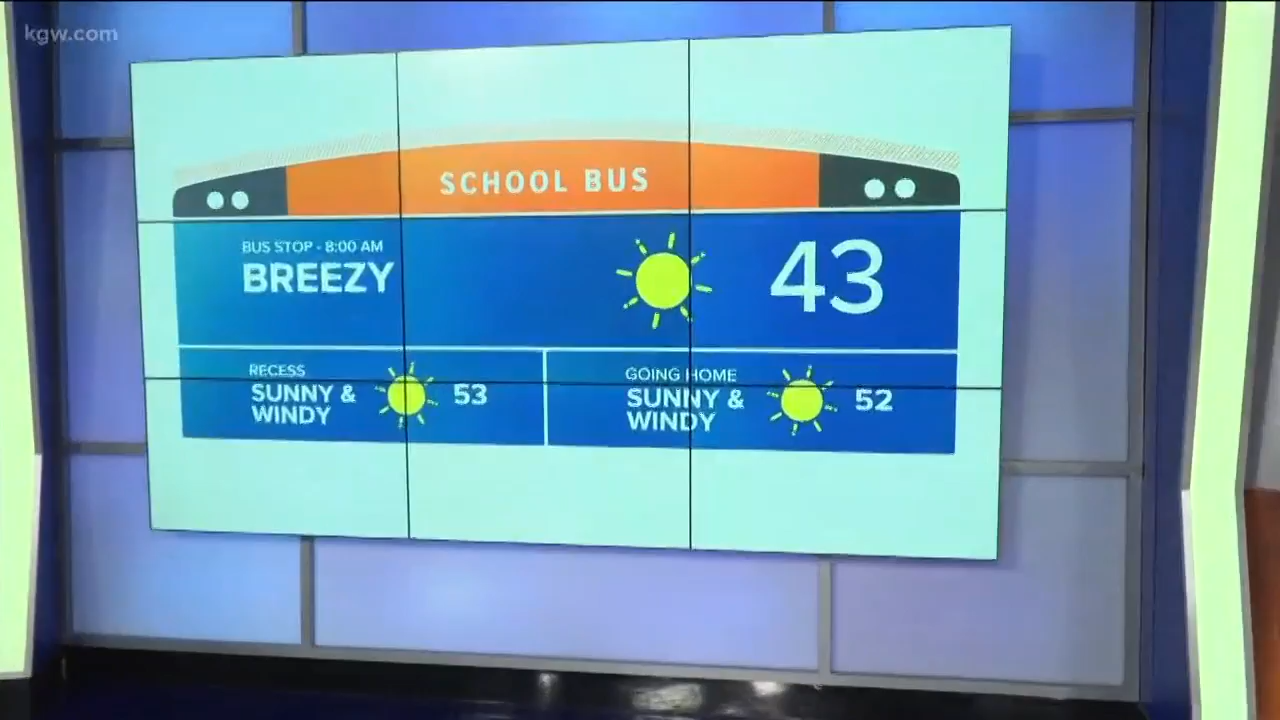 kgw.com
SCHOOL BUS
BUS STOP - 8:00 AM
BREEZY
43
RECESS
SUNNY &
WINDY
53
GOING HOME
SUNNY &
WINDY
52